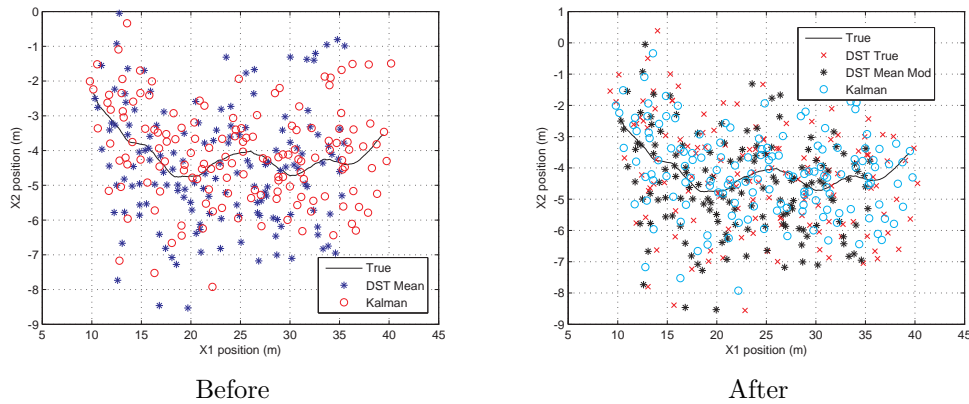 0
-1
-2
-3
-4
-5
-6
-7
-8
-9
X2 position (m)
5 10 15 20 25 30 35 40 45
X1 position (m)
True
DST Mean
Kalman
Before
1
0
-1
-2
-3
-4
-5
-6
-7
-8
-9
X2 position (m)
5 10 15 20 25 30 35 40 45
X1 position (m)
True
DST True
DST Mean Mod
Kalman
After